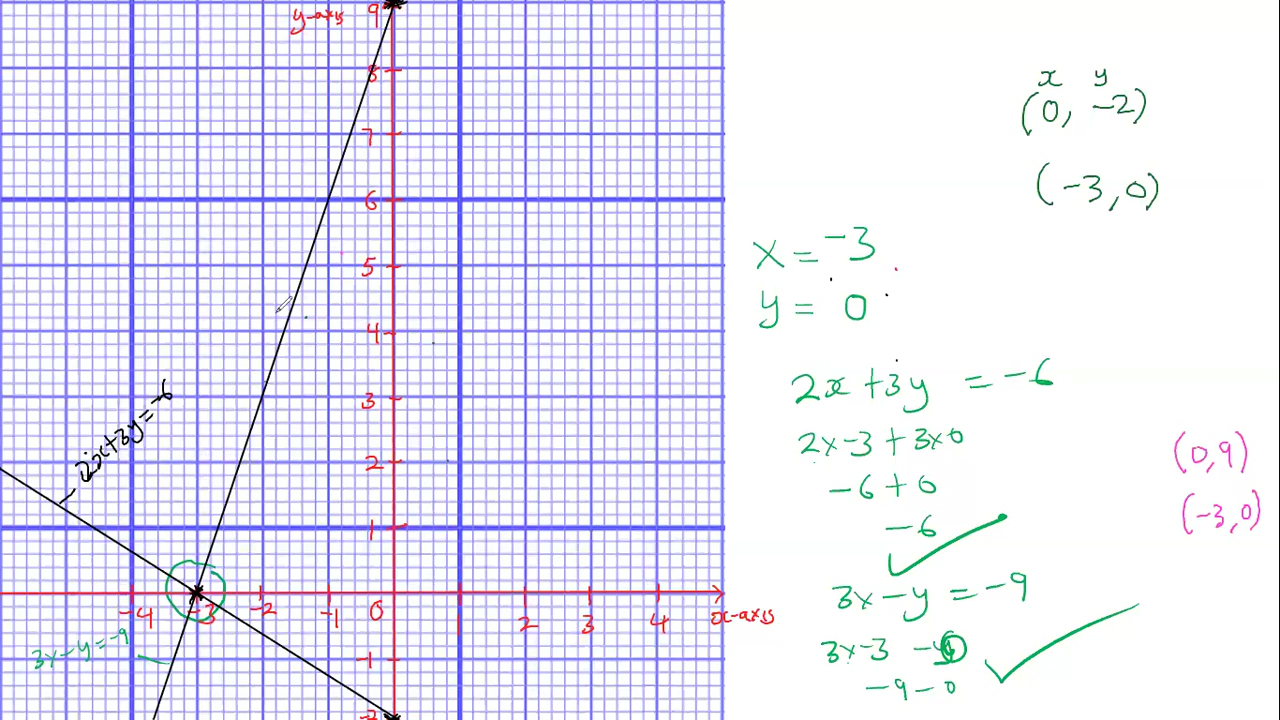 y-axis
9
8
7
6
5
4
3
2
1
-4 -3 -2 -1 0 1 2 3 4
x-axis
-1
-2
2x+3y=-6
3x-y=-9
x y
(0, -2)
(-3, 0)
x = -3
y = 0
2x + 3y = -6
2x-3 + 3x0
-6 + 0
-6
3x - y = -9
3x-3 - 0
-9 - 0
(0,9)
(-3,0)